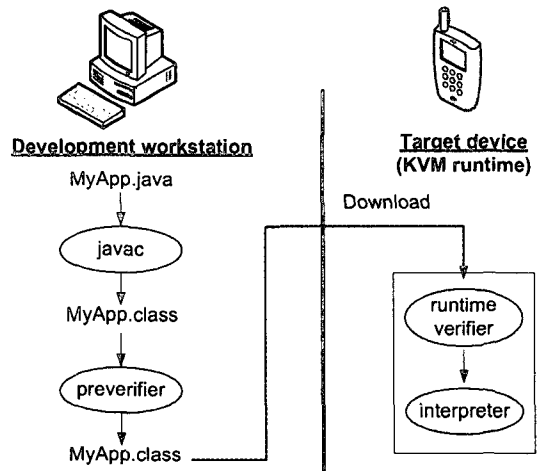 Development workstation
MyApp.java
javac
MyApp.class
preverifier
MyApp.class
Target device
(KVM runtime)
Download
runtime
verifier
interpreter